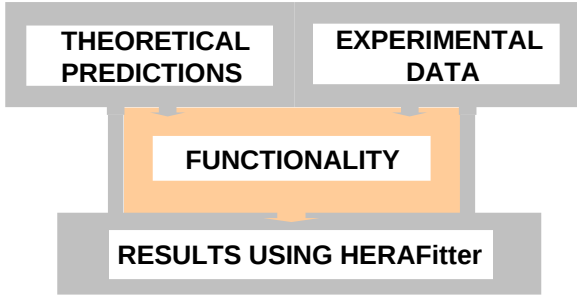 THEORETICAL
PREDICTIONS
EXPERIMENTAL
DATA
FUNCTIONALITY
RESULTS USING HERAFitter